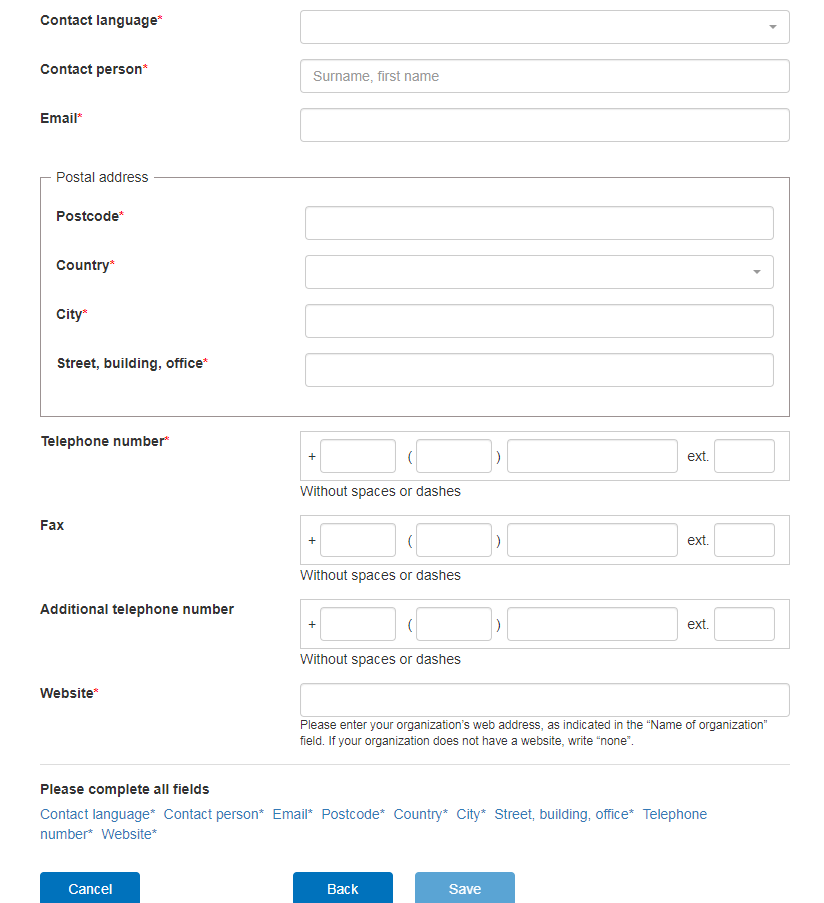 Contact language*
Contact person*
Surname, first name
Email*
Postal address
Postcode*
Country*
City*
Street, building, office*
Telephone number*
+ ( ) ext.
Without spaces or dashes
Fax
+ ( ) ext.
Without spaces or dashes
Additional telephone number
+ ( ) ext.
Without spaces or dashes
Website*
Please enter your organization's web address, as indicated in the “Name of organization”
field. If your organization does not have a website, write “none”.
Please complete all fields
Contact language* Contact person* Email* Postcode* Country* City* Street, building, office* Telephone
number* Website*
Cancel Back Save